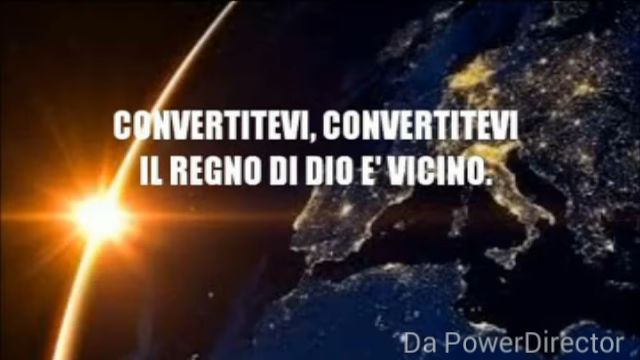 CONVERTITEVI, CONVERTITEVI
IL REGNO DI DIO E' VICINO.
Da PowerDirector